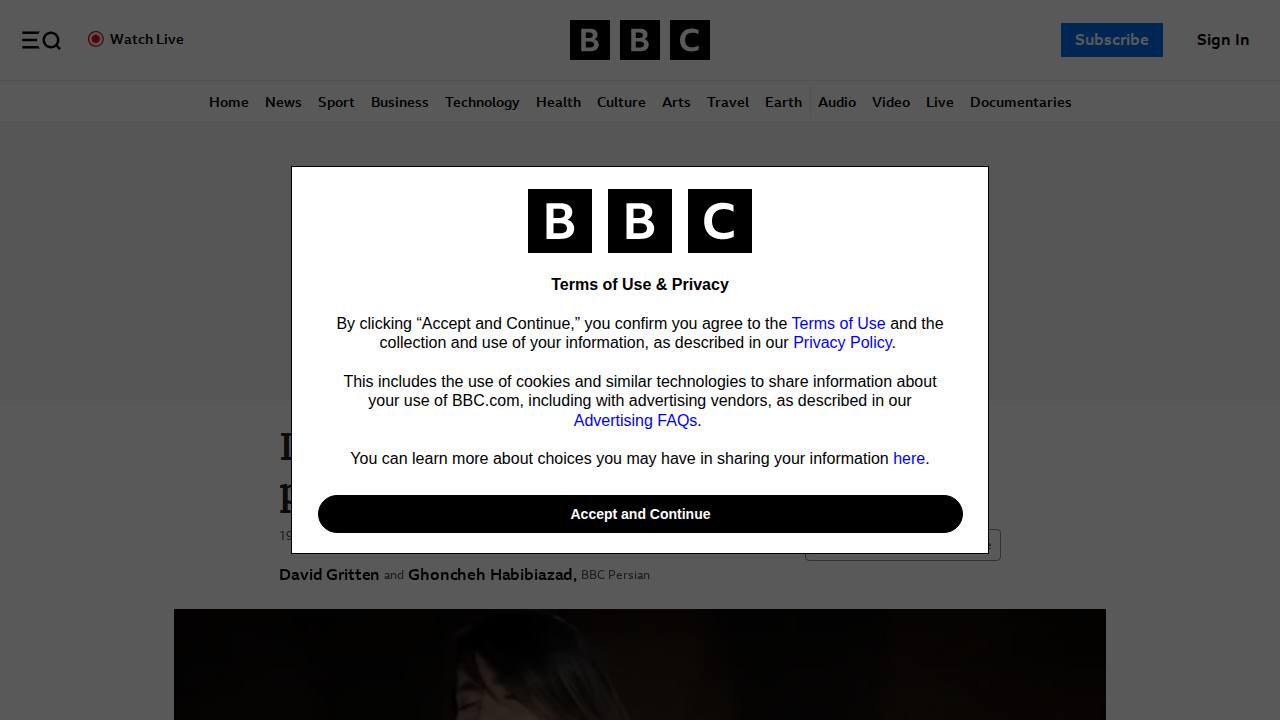 Watch Live
BBC
Subscribe
Sign In
Home News Sport Business Technology Health Culture Arts Travel Earth Audio Video Live Documentaries
BBC
Terms of Use & Privacy
By clicking “Accept and Continue,” you confirm you agree to the Terms of Use and the
collection and use of your information, as described in our Privacy Policy.
This includes the use of cookies and similar technologies to share information about
your use of BBC.com, including with advertising vendors, as described in our
Advertising FAQs.
You can learn more about choices you may have in sharing your information here.
Accept and Continue
19
David Gritten and Ghoncheh Habibiazad, BBC Persian